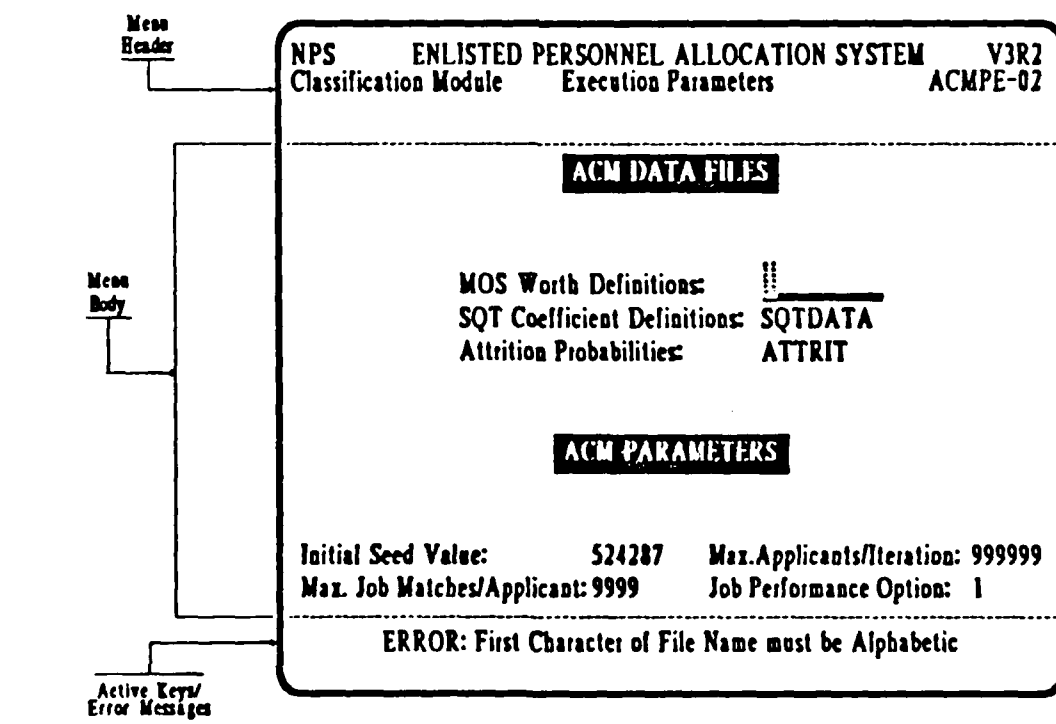 Menu
Header
NPS ENLISTED PERSONNEL ALLOCATION SYSTEM V3R2
Classification Module Execution Parameters ACMPE-02
ACM DATA FILES
Menu
Body
MOS Worth Definitions:
SQT Coefficient Definitions: SQTDATA
Attrition Probabilities: ATTRIT
ACM PARAMETERS
Initial Seed Value: 524287 Max.Applicants/Iteration: 999999
Max. Job Matches/Applicant: 9999 Job Performance Option: 1
ERROR: First Character of File Name must be Alphabetic
Active Keys/
Error Messages